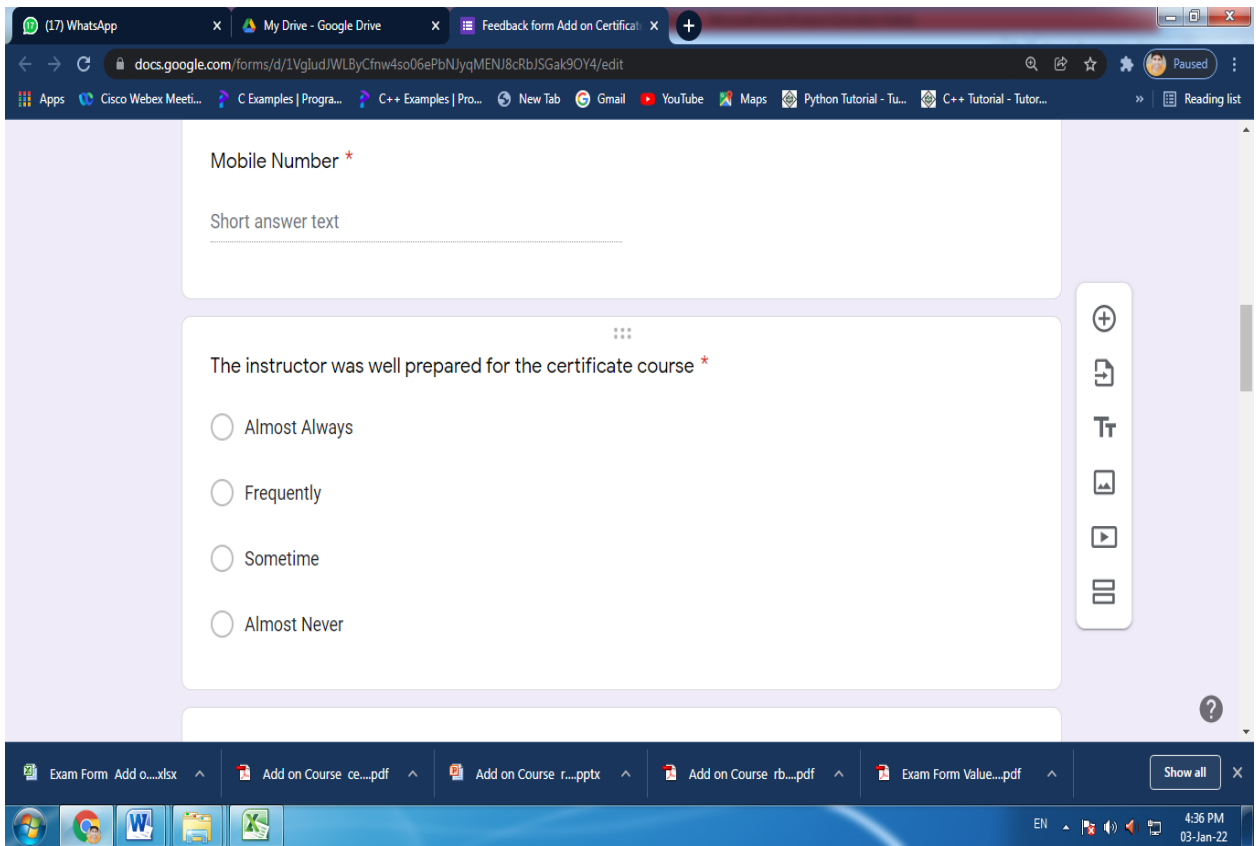 (17) WhatsApp
My Drive - Google Drive
Feedback form Add on Certificat
docs.google.com/forms/d/1VgIudJWLByCfnw4so06ePbNJyqMENJ8cRbJSGak9OY4/edit
Paused
Apps Cisco Webex Meeti... C Examples | Progra... C++ Examples | Pro... New Tab Gmail YouTube Maps Python Tutorial - Tu... C++ Tutorial - Tutor... » Reading list
Mobile Number *
Short answer text
The instructor was well prepared for the certificate course *
Almost Always
Frequently
Sometime
Almost Never
Exam Form Add o....xlsx Add on Course ce....pdf Add on Course r....pptx Add on Course rb....pdf Exam Form Value....pdf Show all
EN 4:36 PM
03-Jan-22